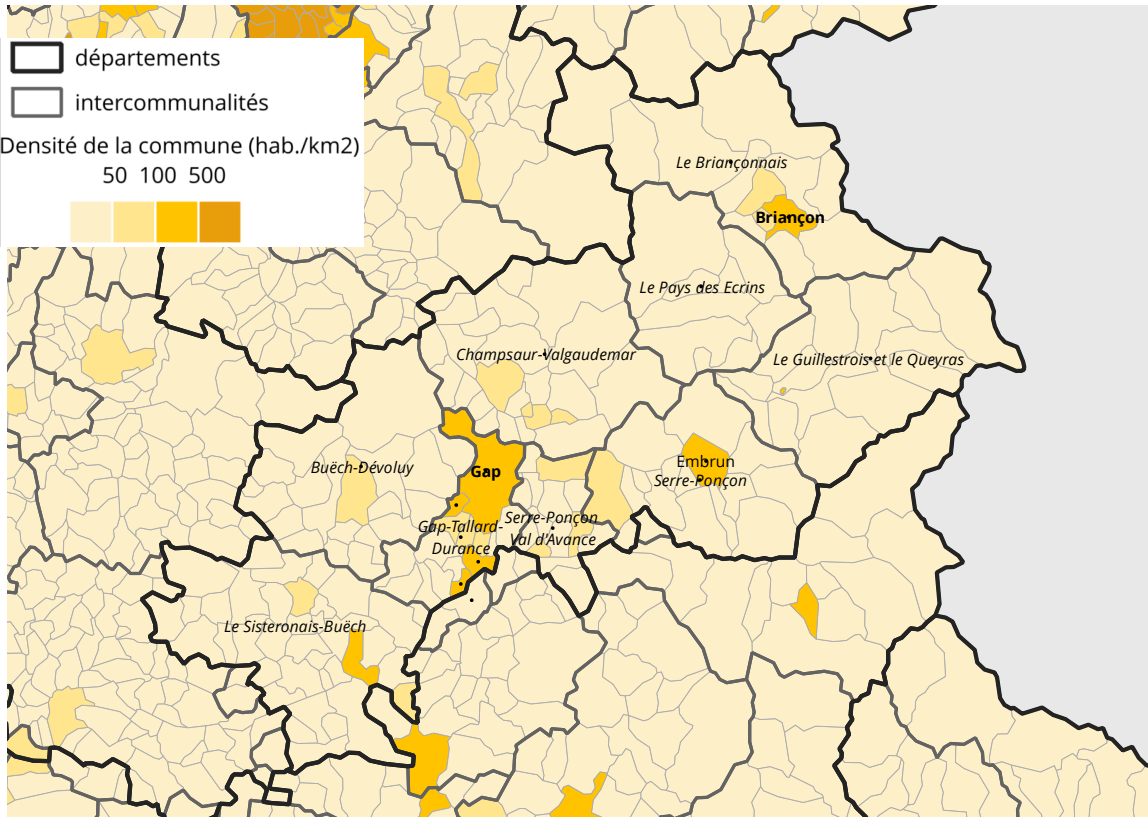 départements
intercommunalités
Densité de la commune (hab./km2)
50 100 500
Le Briançonnais
Briançon
Le Pays des Ecrins
Champsaur-Valgaudemar
Le Guillestrois et le Queyras
Buëch-Dévoluy
Gap
Embrun
Serre-Ponçon
Gap-Tallard-
Durance
Serre-Ponçon
Val d'Avance
Le Sisteronais-Buëch